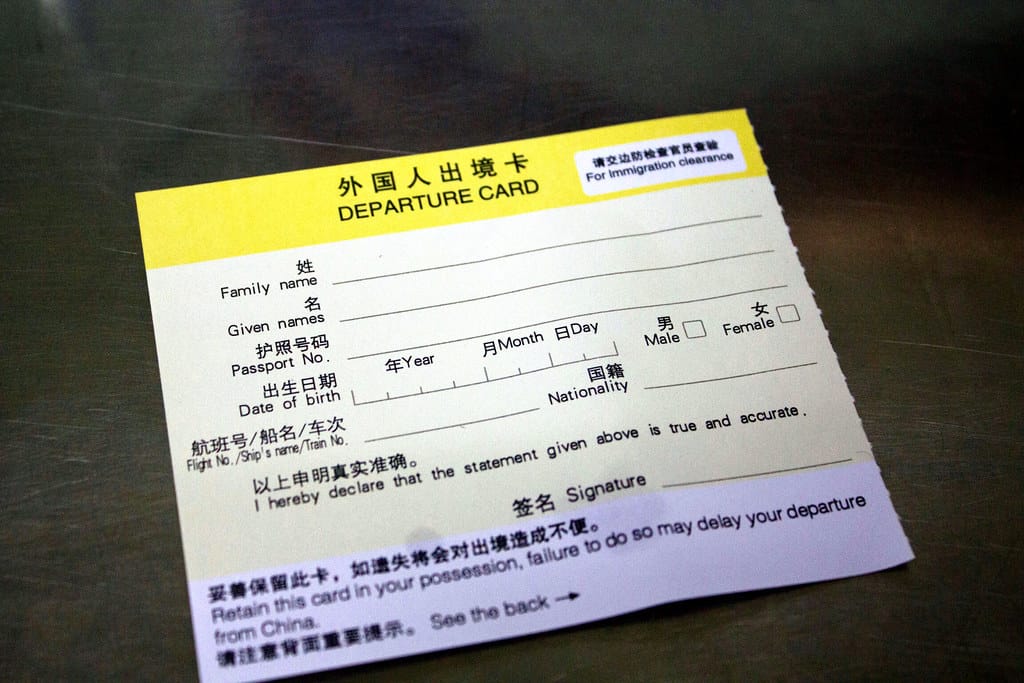 外国人出境卡
DEPARTURE CARD
请交边防检查官员查验
For immigration clearance
姓
Family name
名
Given names
护照号码
Passport No.
男
Male
女
Female
出生日期
Date of birth
年Year 月Month 日Day
国籍
Nationality
航班号/船名/车次
Flight No./Ship's name/Train No.
以上申明真实准确。
I hereby declare that the statement given above is true and accurate.
签名 Signature
妥善保留此卡，如遗失将会对出境造成不便。
Retain this card in your possession, failure to do so may delay your departure
from China.
请注意背面重要提示。 See the back →